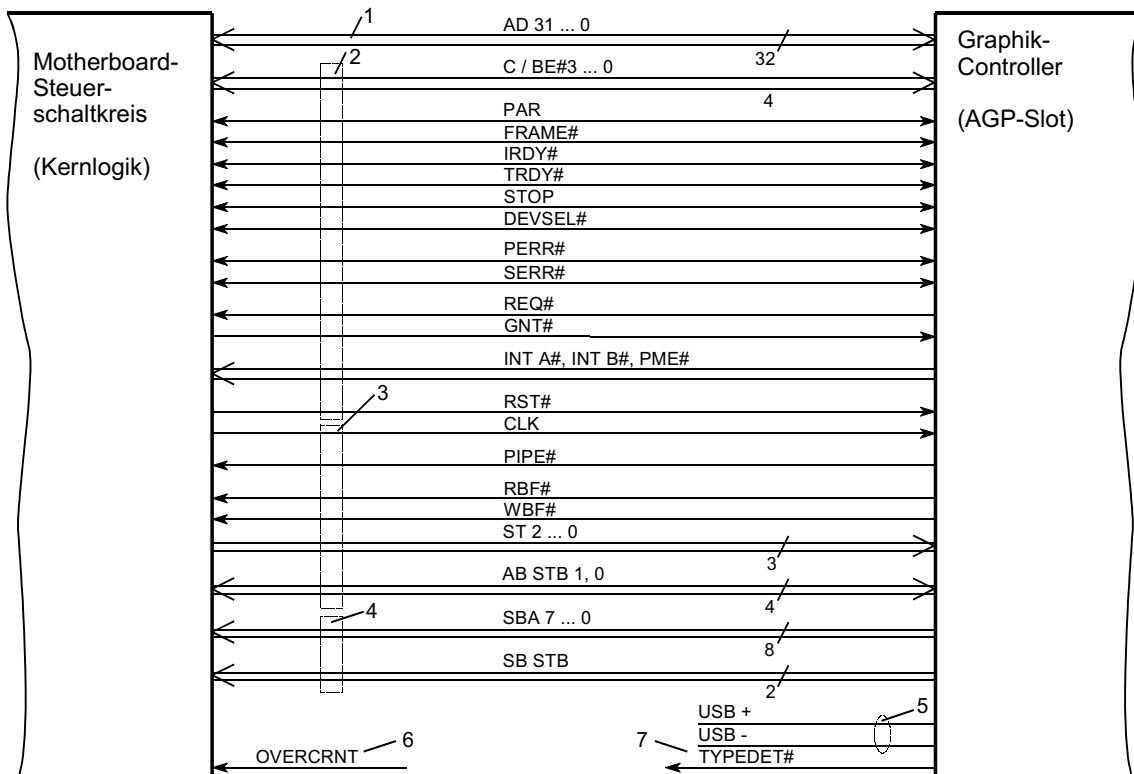 1
AD 31 ... 0
32
Motherboard-
Steuer-
schaltkreis
(Kernlogik)
Graphik-
Controller
(AGP-Slot)
2
C / BE#3 ... 0
4
PAR
FRAME#
IRDY#
TRDY#
STOP
DEVSEL#
PERR#
SERR#
REQ#
GNT#
INT A#, INT B#, PME#
3
RST#
CLK
PIPE#
RBF#
WBF#
ST 2 ... 0
3
AB STB 1, 0
4
4
SBA 7 ... 0
8
SB STB
2
5
USB +
USB -
6
OVERCRNT
7
TYPEDET#